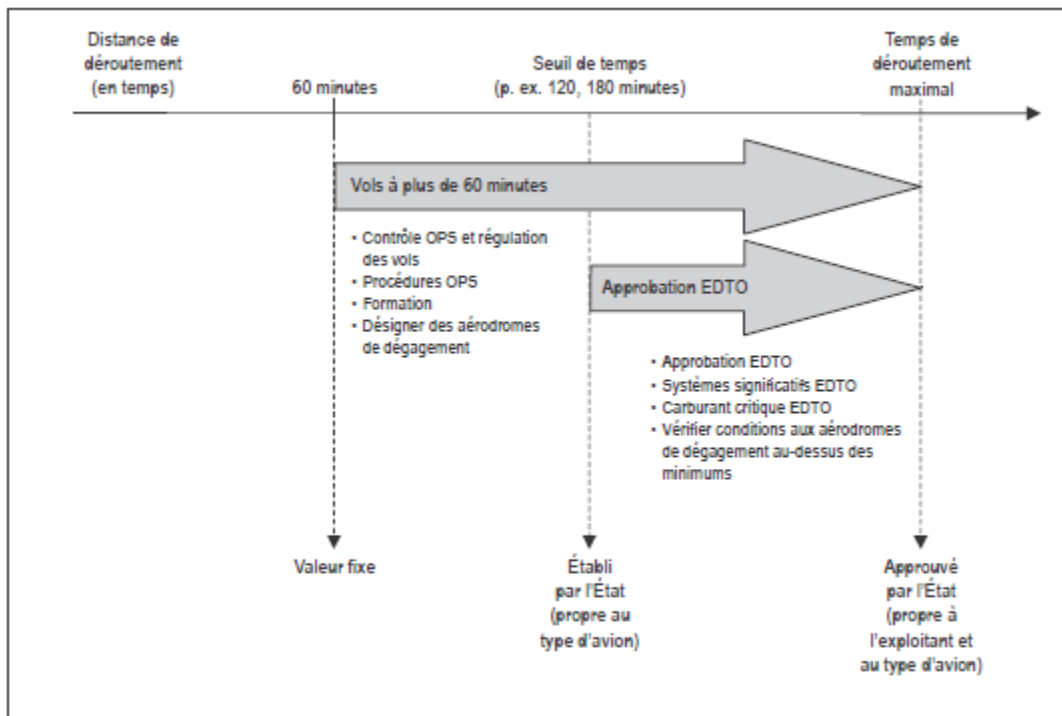 Distance de
déroutement
(en temps)
60 minutes
Seuil de temps
(p. ex. 120, 180 minutes)
Temps de
déroutement
maximal
Vols à plus de 60 minutes
▪ Contrôle OPS et régulation
des vols
▪ Procédures OPS
▪ Formation
▪ Désigner des aérodromes
de dégagement
Approbation EDTO
▪ Approbation EDTO
▪ Systèmes significatifs EDTO
▪ Carburant critique EDTO
▪ Vérifier conditions aux aérodromes
de dégagement au-dessus des
minimums
Valeur fixe
Établi
par l'État
(propre au
type d'avion)
Approuvé
par l'État
(propre à
l'exploitant et
au type d'avion)